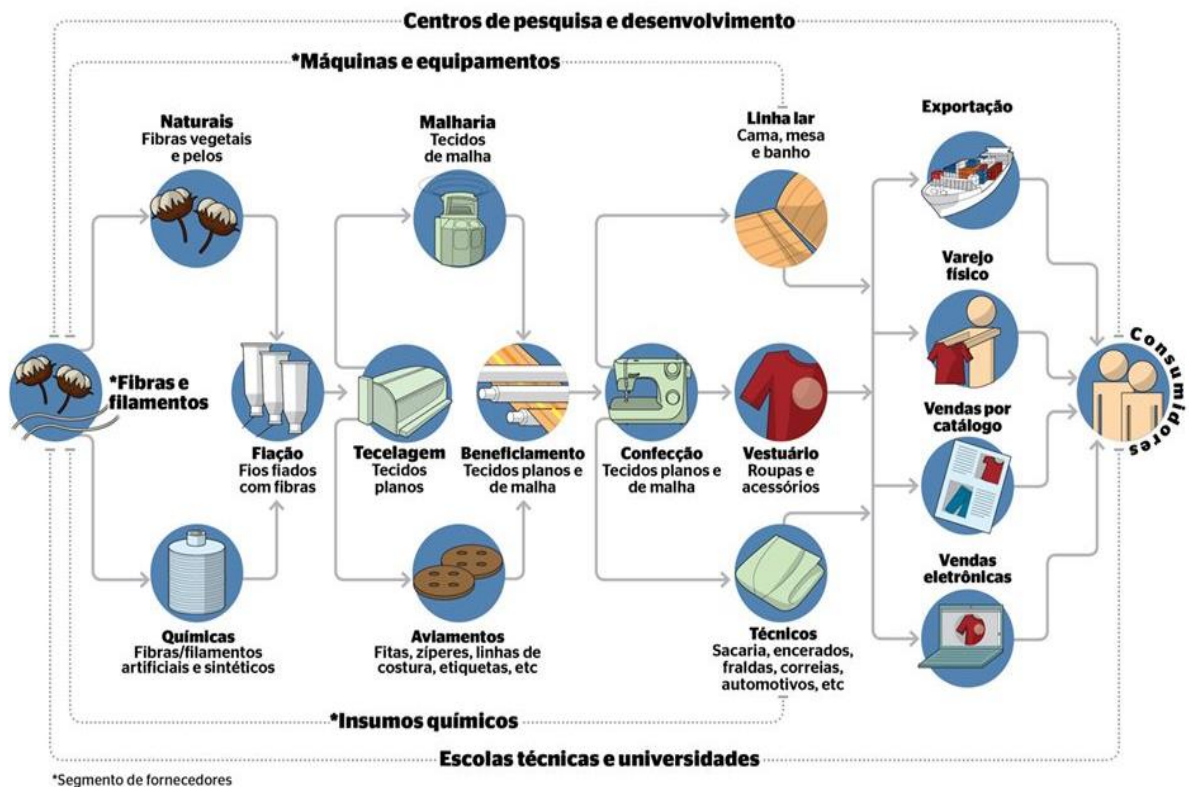 Centros de pesquisa e desenvolvimento
*Máquinas e equipamentos
Naturais
Fibras vegetais
e pelos
Malharia
Tecidos
de malha
Linha lar
Cama, mesa
e banho
Exportação
Varejo
físico
*Fibras e
filamentos
Fiação
Fios fiados
com fibras
Tecelagem
Tecidos
planos
Beneficiamento
Tecidos planos e
de malha
Confecção
Tecidos planos e
de malha
Vestuário
Roupas e
acessórios
Vendas por
catálogo
Consumidores
Químicas
Fibras/filamentos
artificiais e sintéticos
Aviamentos
Fitas, zíperes, linhas de
costura, etiquetas, etc
Técnicos
Sacaria, encerados,
fraldas, correias,
automotivos, etc
Vendas
eletrônicas
*Insumos químicos
Escolas técnicas e universidades
*Segmento de fornecedores